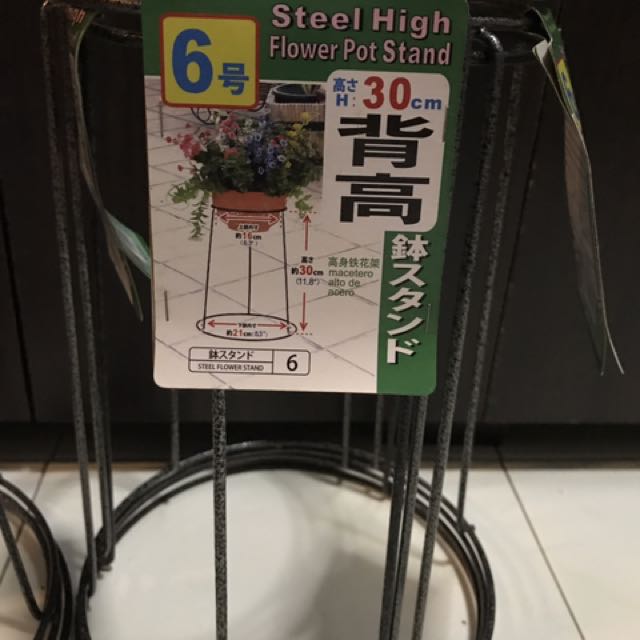 6号
Steel High
Flower Pot Stand
高さ
H: 30cm
背高
鉢スタンド
高身铁花架
macetero
alto de
acero
約16cm
高さ
約30cm
(11.8")
約21cm
鉢スタンド
STEEL FLOWER STAND
6